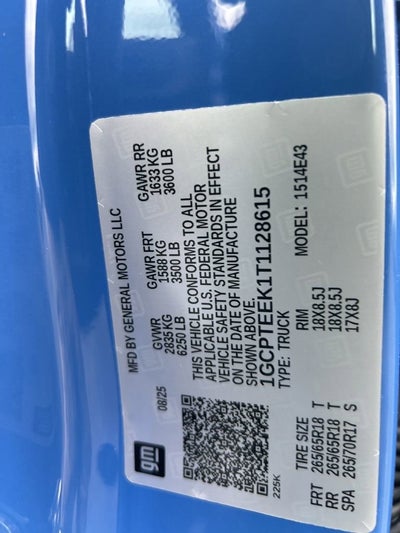 gm
MFD BY GENERAL MOTORS LLC
08/25 GVWR GAWR FRT GAWR RR
2835 KG 1588 KG 1633 KG
6250 LB 3500 LB 3600 LB
THIS VEHICLE CONFORMS TO ALL
APPLICABLE U.S. FEDERAL MOTOR
VEHICLE SAFETY STANDARDS IN EFFECT
ON THE DATE OF MANUFACTURE
SHOWN ABOVE.
1GCPTEEK1T1128615
TYPE: TRUCK MODEL: 1514E43
225K
TIRE SIZE RIM
FRT 265/65R18 T 18X8.5J
RR 265/65R18 T 18X8.5J
SPA 265/70R17 S 17X8J